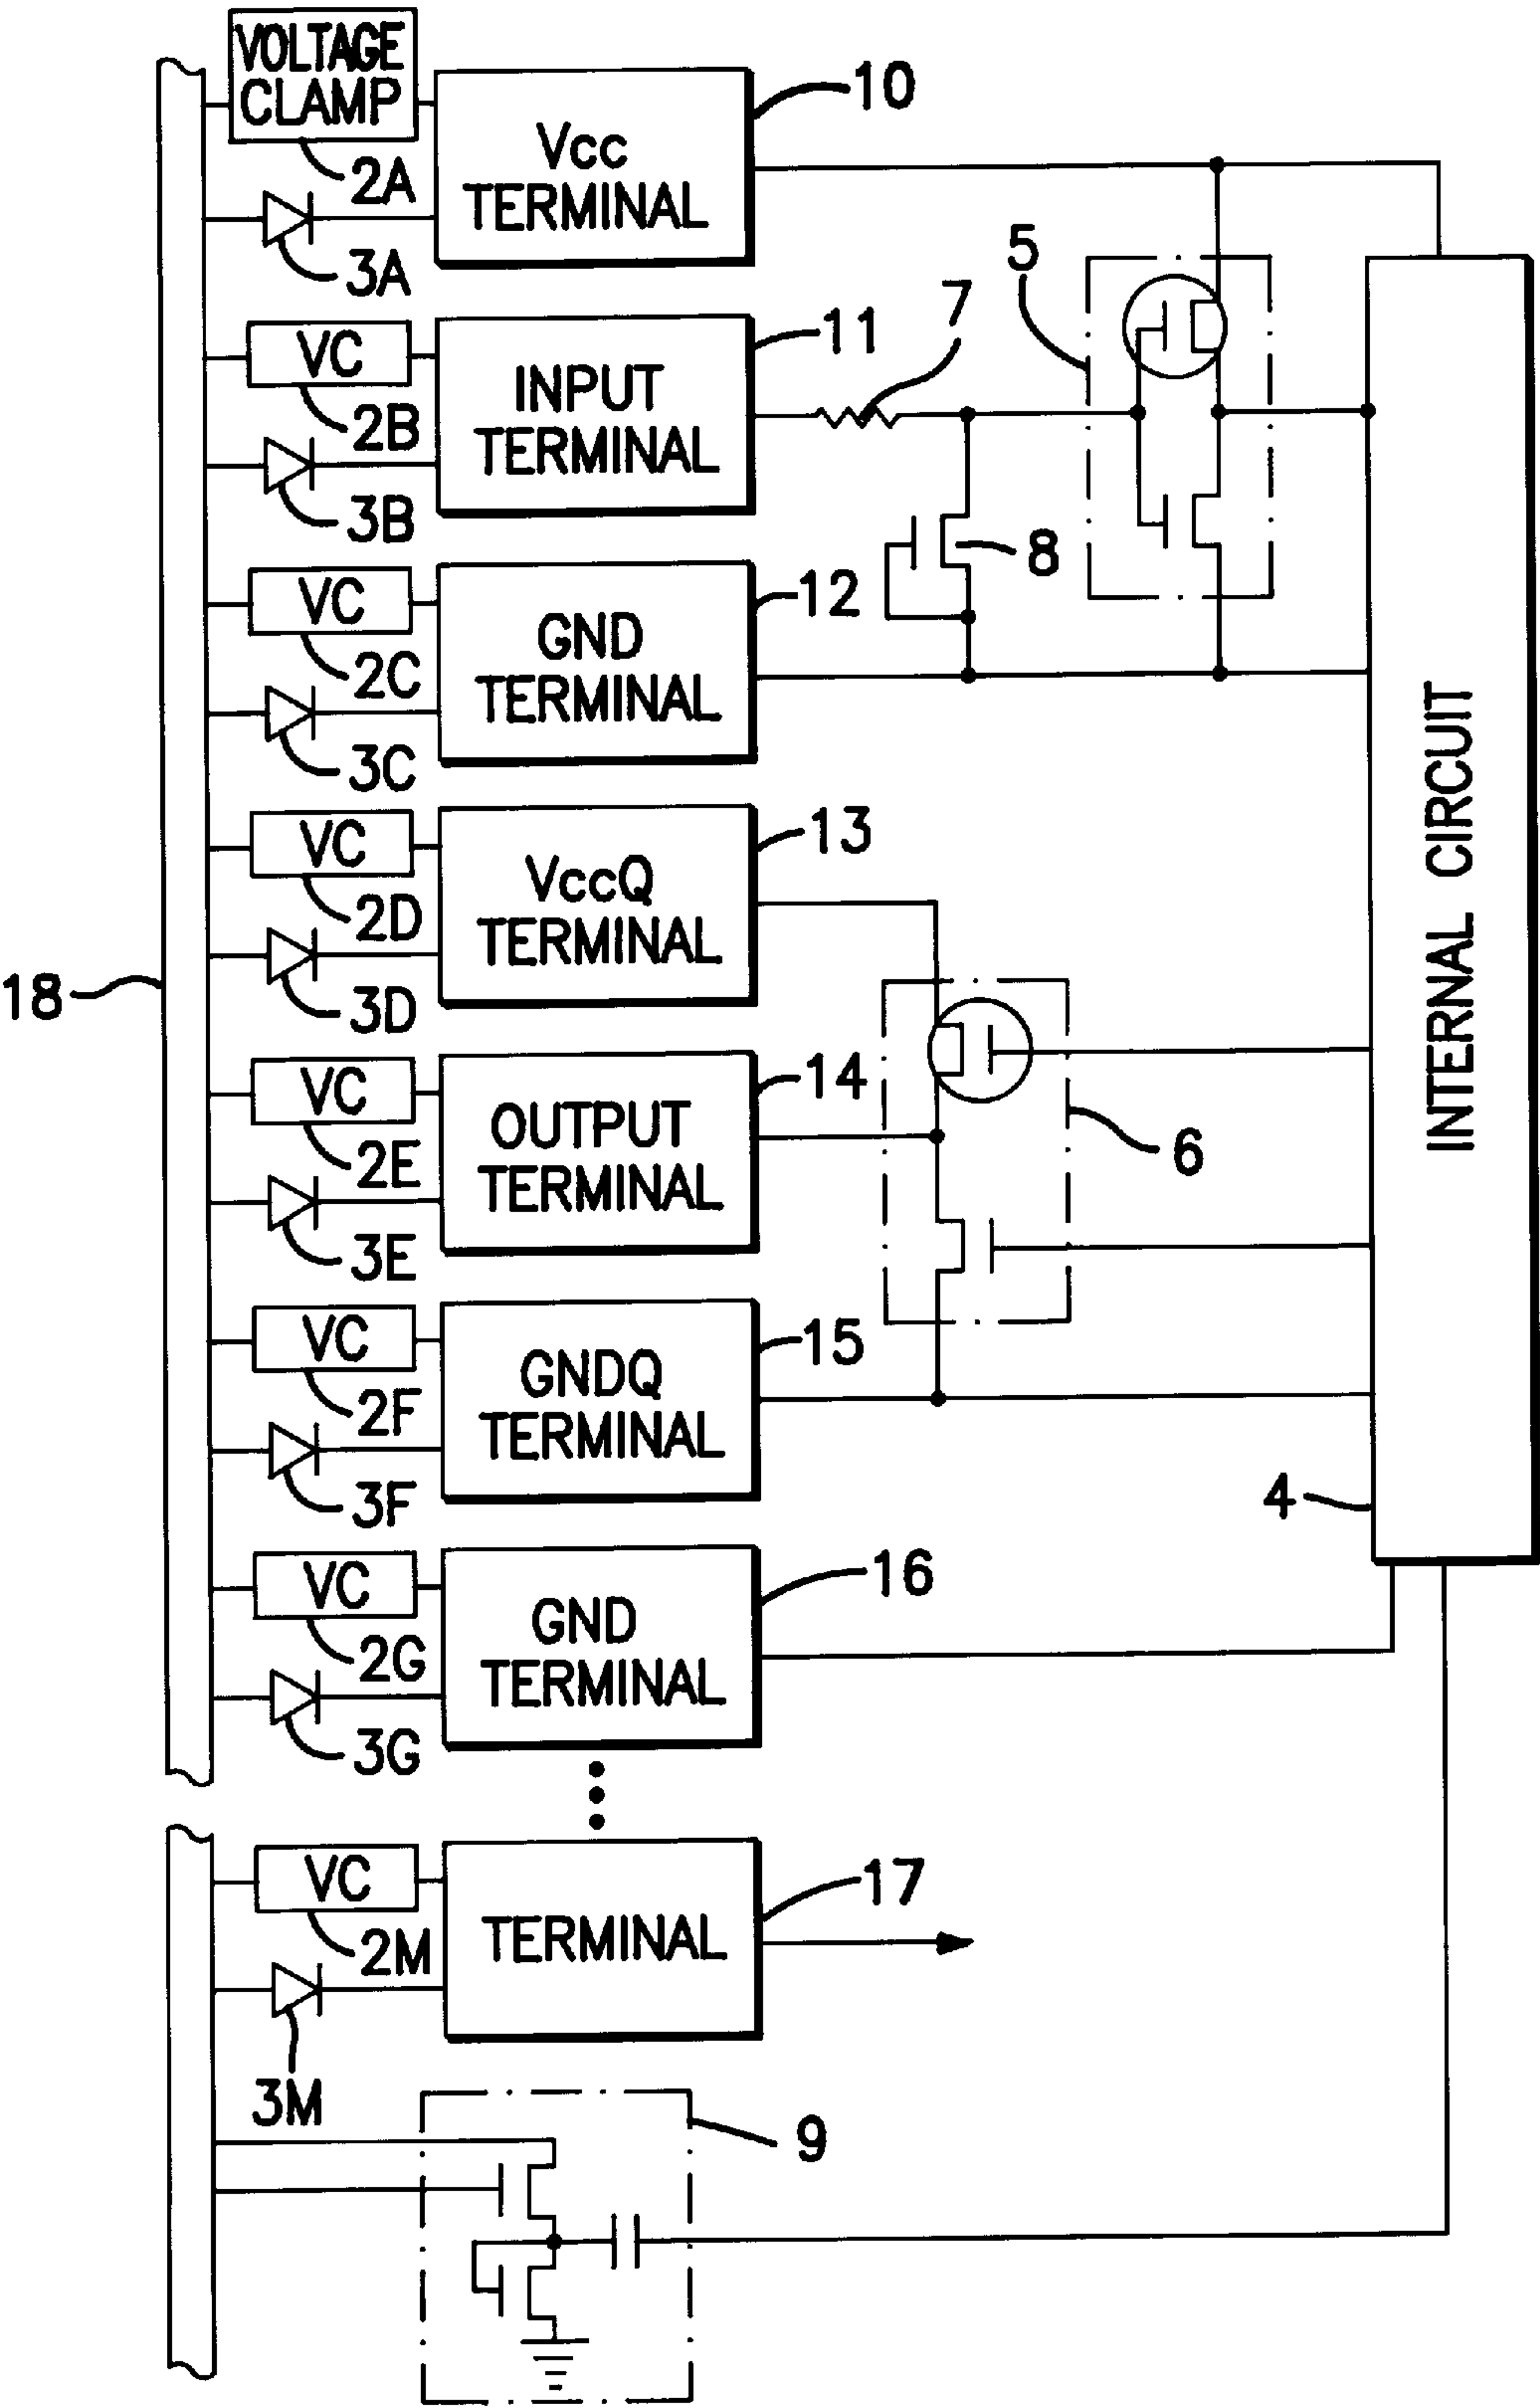 VOLTAGE
CLAMP
10
Vcc
TERMINAL
2A
3A
5
7
11
VC
INPUT
TERMINAL
2B
3B
8
12
VC
GND
TERMINAL
2C
3C
INTERNAL CIRCUIT
13
VC
VccQ
TERMINAL
2D
3D
18
14
VC
OUTPUT
TERMINAL
2E
3E
6
15
VC
GNDQ
TERMINAL
2F
3F
4
16
VC
GND
TERMINAL
2G
3G
17
VC
TERMINAL
2M
3M
9